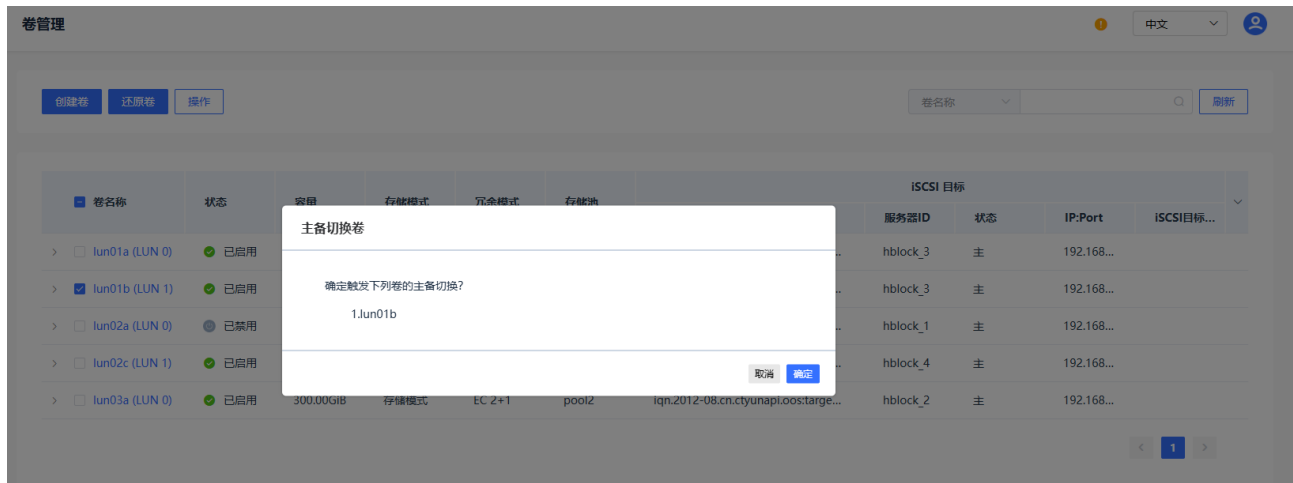 卷管理
中文
创建卷 还原卷 操作 卷名称 刷新
iSCSI 目标
卷名称 状态 容量 存储模式 冗余模式 存储池
服务器ID 状态 IP:Port iSCSI目标...
主备切换卷
lun01a (LUN 0) 已启用 .. hblock_3 主 192.168...
确定触发下列卷的主备切换?
lun01b (LUN 1) 已启用 .. hblock_3 主 192.168...
1.lun01b
lun02a (LUN 0) 已禁用 .. hblock_1 主 192.168...
lun02c (LUN 1) 已启用 .. hblock_4 主 192.168...
取消 确定
lun03a (LUN 0) 已启用 300.00GiB 存储模式 EC 2+1 pool2 iqn.2012-08.cn.ctyunapi.oos:targe... hblock_2 主 192.168...
1